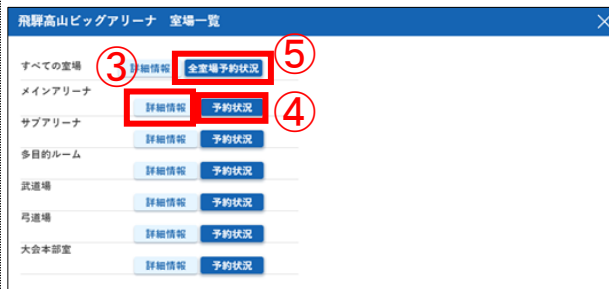 飛騨高山ビッグアリーナ　室場一覧
すべての室場 ③ 詳細情報 全室場予約状況 ⑤
メインアリーナ
詳細情報 予約状況 ④
サブアリーナ
詳細情報 予約状況
多目的ルーム
詳細情報 予約状況
武道場
詳細情報 予約状況
弓道場
詳細情報 予約状況
大会本部室
詳細情報 予約状況